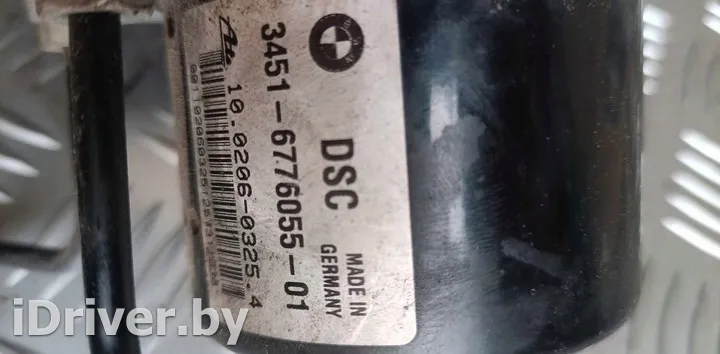 DSC
MADE IN
GERMANY
3451-6776055-01
10.0206-0325.4
iDriver.by